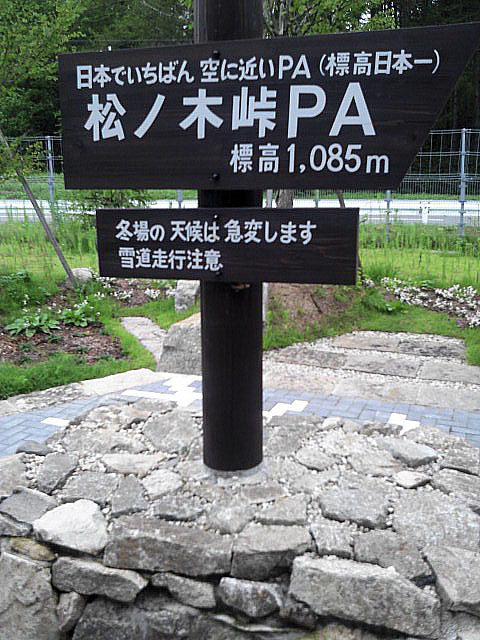 日本でいちばん 空に近いPA（標高日本一）
松ノ木峠PA
標高1,085m
冬場の 天候は 急変します
雪道走行注意